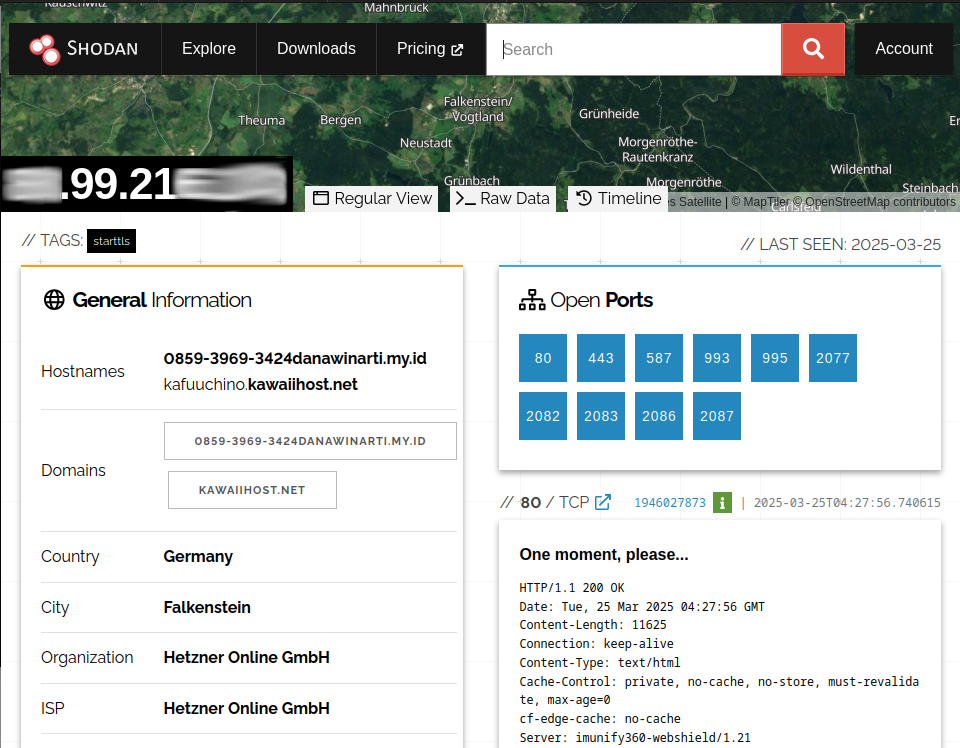 Rauschwitz
Mahnbrück
SHODAN
Explore
Downloads
Pricing
Search
Account
Falkenstein/
Vogtland
Theuma
Bergen
Grünheide
Neustadt
Morgenröthe-
Rautenkranz
Wildenthal
Grünbach
Morgenröthe
Steinbach
.99.21
Regular View
Raw Data
Timeline
s Satellite | © MapTiler © OpenStreetMap contributors
Carlsfeld
// TAGS: starttls
// LAST SEEN: 2025-03-25
General Information
Hostnames
0859-3969-3424danawinarti.my.id
kafuuchino.kawaiihost.net
Domains
0859-3969-3424DANAWINARTI.MY.ID
KAWAIIHOST.NET
Country
Germany
City
Falkenstein
Organization
Hetzner Online GmbH
ISP
Hetzner Online GmbH
Open Ports
80 443 587 993 995 2077
2082 2083 2086 2087
// 80 / TCP
1946027873 | 2025-03-25T04:27:56.740615
One moment, please...
HTTP/1.1 200 OK
Date: Tue, 25 Mar 2025 04:27:56 GMT
Content-Length: 11625
Connection: keep-alive
Content-Type: text/html
Cache-Control: private, no-cache, no-store, must-revalida
te, max-age=0
cf-edge-cache: no-cache
Server: imunify360-webshield/1.21